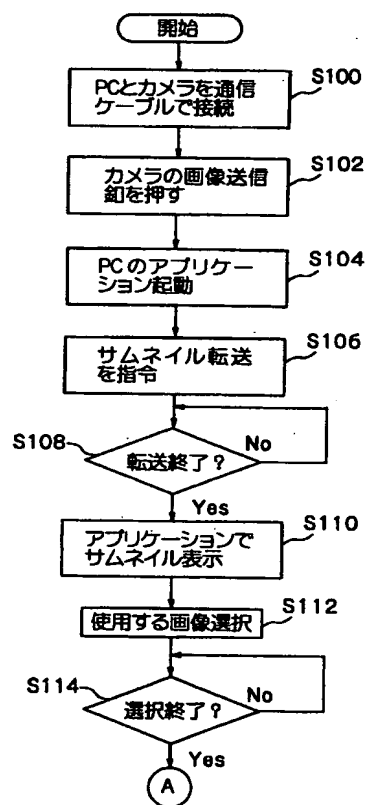 開始
PCとカメラを通信
ケーブルで接続
S100
カメラの画像送信
釦を押す
S102
PCのアプリケー
ション起動
S104
サムネイル転送
を指令
S106
S108
転送終了?
No
Yes
アプリケーションで
サムネイル表示
S110
使用する画像選択
S112
S114
選択終了?
No
Yes
A